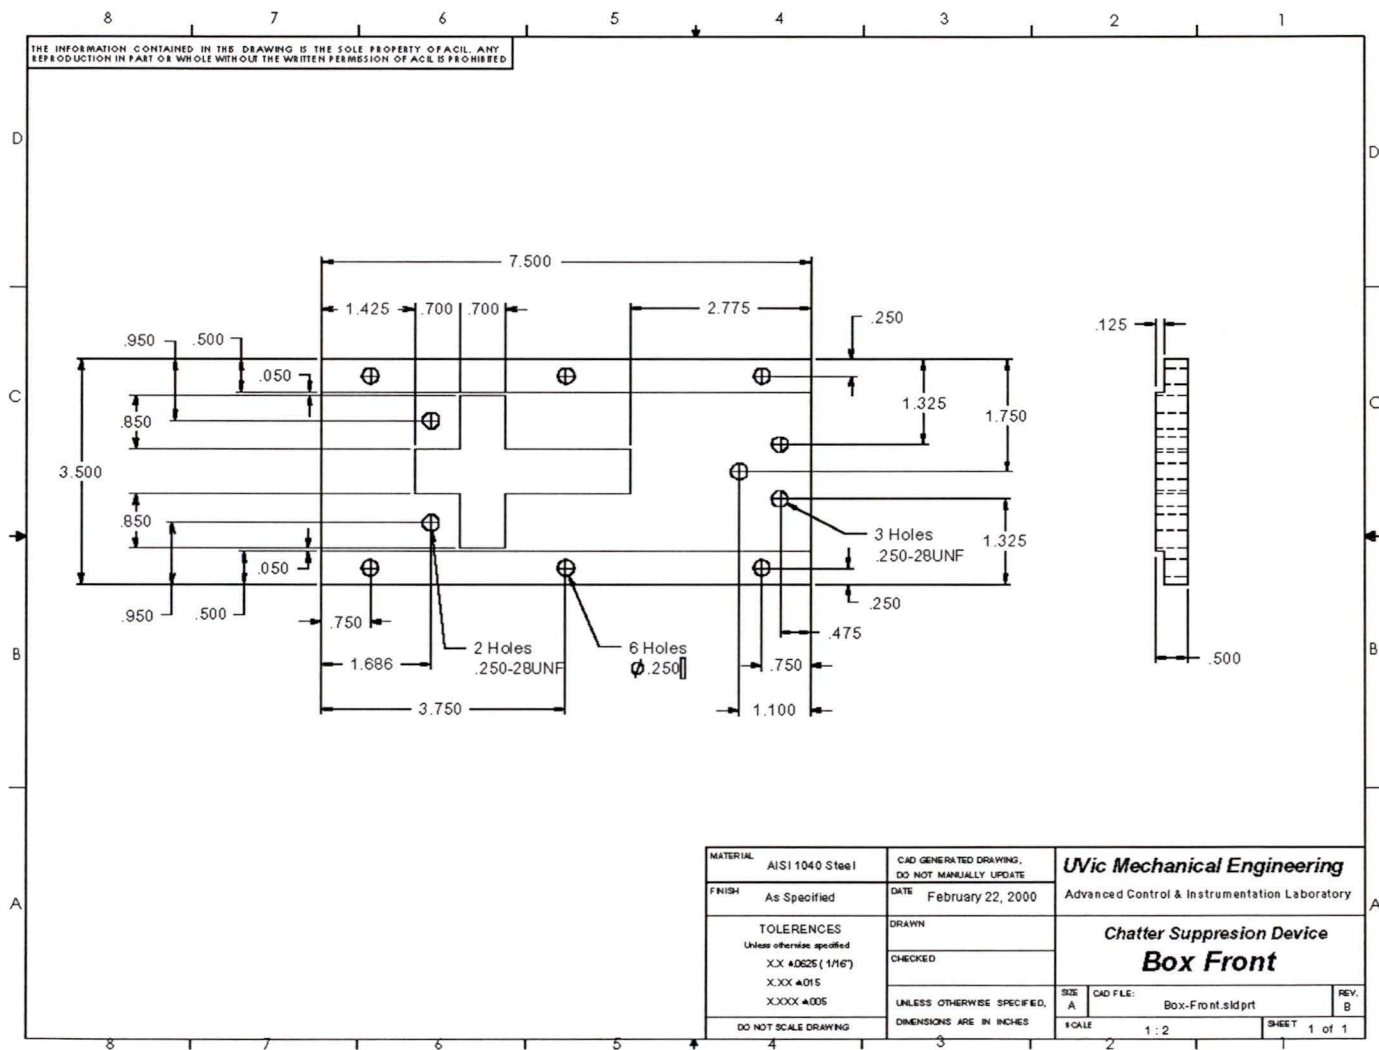 8 7 6 5 4 3 2 1
THE INFORMATION CONTAINED IN THIS DRAWING IS THE SOLE PROPERTY OF ACIL. ANY
REPRODUCTION IN PART OR WHOLE WITHOUT THE WRITTEN PERMISSION OF ACIL IS PROHIBITED
D D
7.500
1.425 .700 .700 2.775
.250
.125
.950 .500
.050
C C
1.325
1.750
.850
3.500
.850
3 Holes
.250-28UNF
1.325
.050
.250
.950 .500
.750
.475
B B
2 Holes
.250-28UNF
6 Holes
Ø.250
1.686
.750
.500
3.750
1.100
A A
MATERIAL
AISI 1040 Steel
CAD GENERATED DRAWING,
DO NOT MANUALLY UPDATE
UVic Mechanical Engineering
Advanced Control & Instrumentation Laboratory
FINISH
As Specified
DATE
February 22, 2000
TOLERENCES
Unless otherwise specified
X.X ±.0625 ( 1/16")
X.XX ±.015
X.XXX ±.005
DRAWN
CHECKED
Chatter Suppresion Device
Box Front
UNLESS OTHERWISE SPECIFIED,
DIMENSIONS ARE IN INCHES
SIZE
A
CAD FILE:
Box-Front.sldprt
REV.
B
DO NOT SCALE DRAWING
SCALE
1 : 2
SHEET 1 of 1
8 7 6 5 4 3 2 1